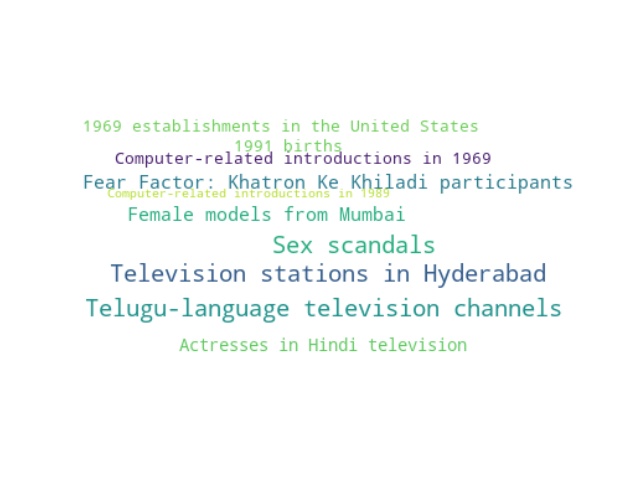 1969 establishments in the United States
1991 births
Computer-related introductions in 1969
Fear Factor: Khatron Ke Khiladi participants
Computer-related introductions in 1989
Female models from Mumbai
Sex scandals
Television stations in Hyderabad
Telugu-language television channels
Actresses in Hindi television